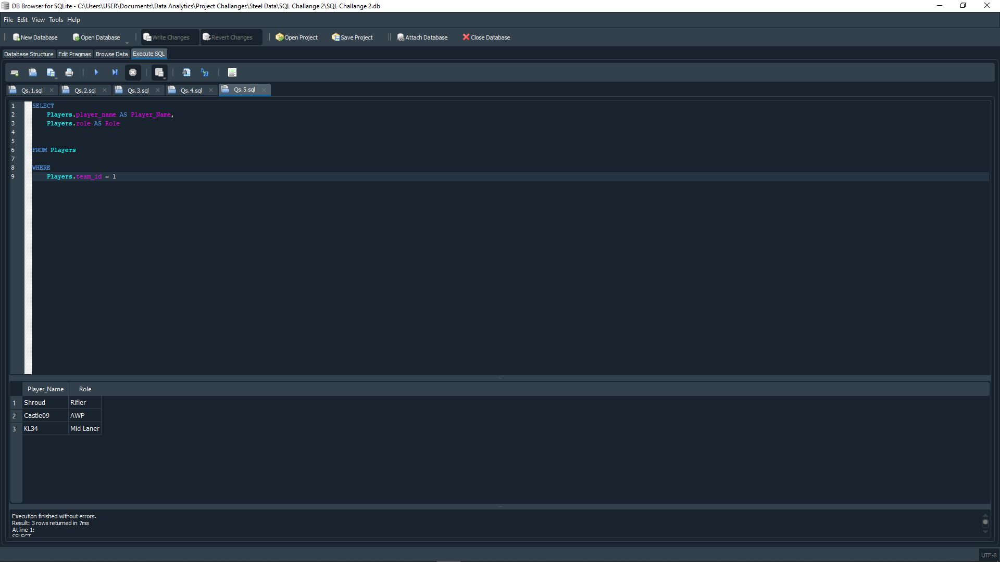 DB Browser for SQLite - C:\Users\USER\Documents\Data Analytics\Project Challanges\Steel Data\SQL Challange 2\SQL Challange 2.db
File Edit View Tools Help
New Database Open Database Write Changes Revert Changes Open Project Save Project Attach Database Close Database
Database Structure Edit Pragmas Browse Data Execute SQL
Qs.1.sql Qs.2.sql Qs.3.sql Qs.4.sql Qs.5.sql
1 SELECT
2 Players.player_name AS Player_Name,
3 Players.role AS Role
4
5
6 FROM Players
7
8 WHERE
9 Players.team_id = 1
Player_Name Role
1 Shroud Rifler
2 Castle09 AWP
3 KL34 Mid Laner
Execution finished without errors.
Result: 3 rows returned in 7ms
At line 1:
SELECT
UTF-8